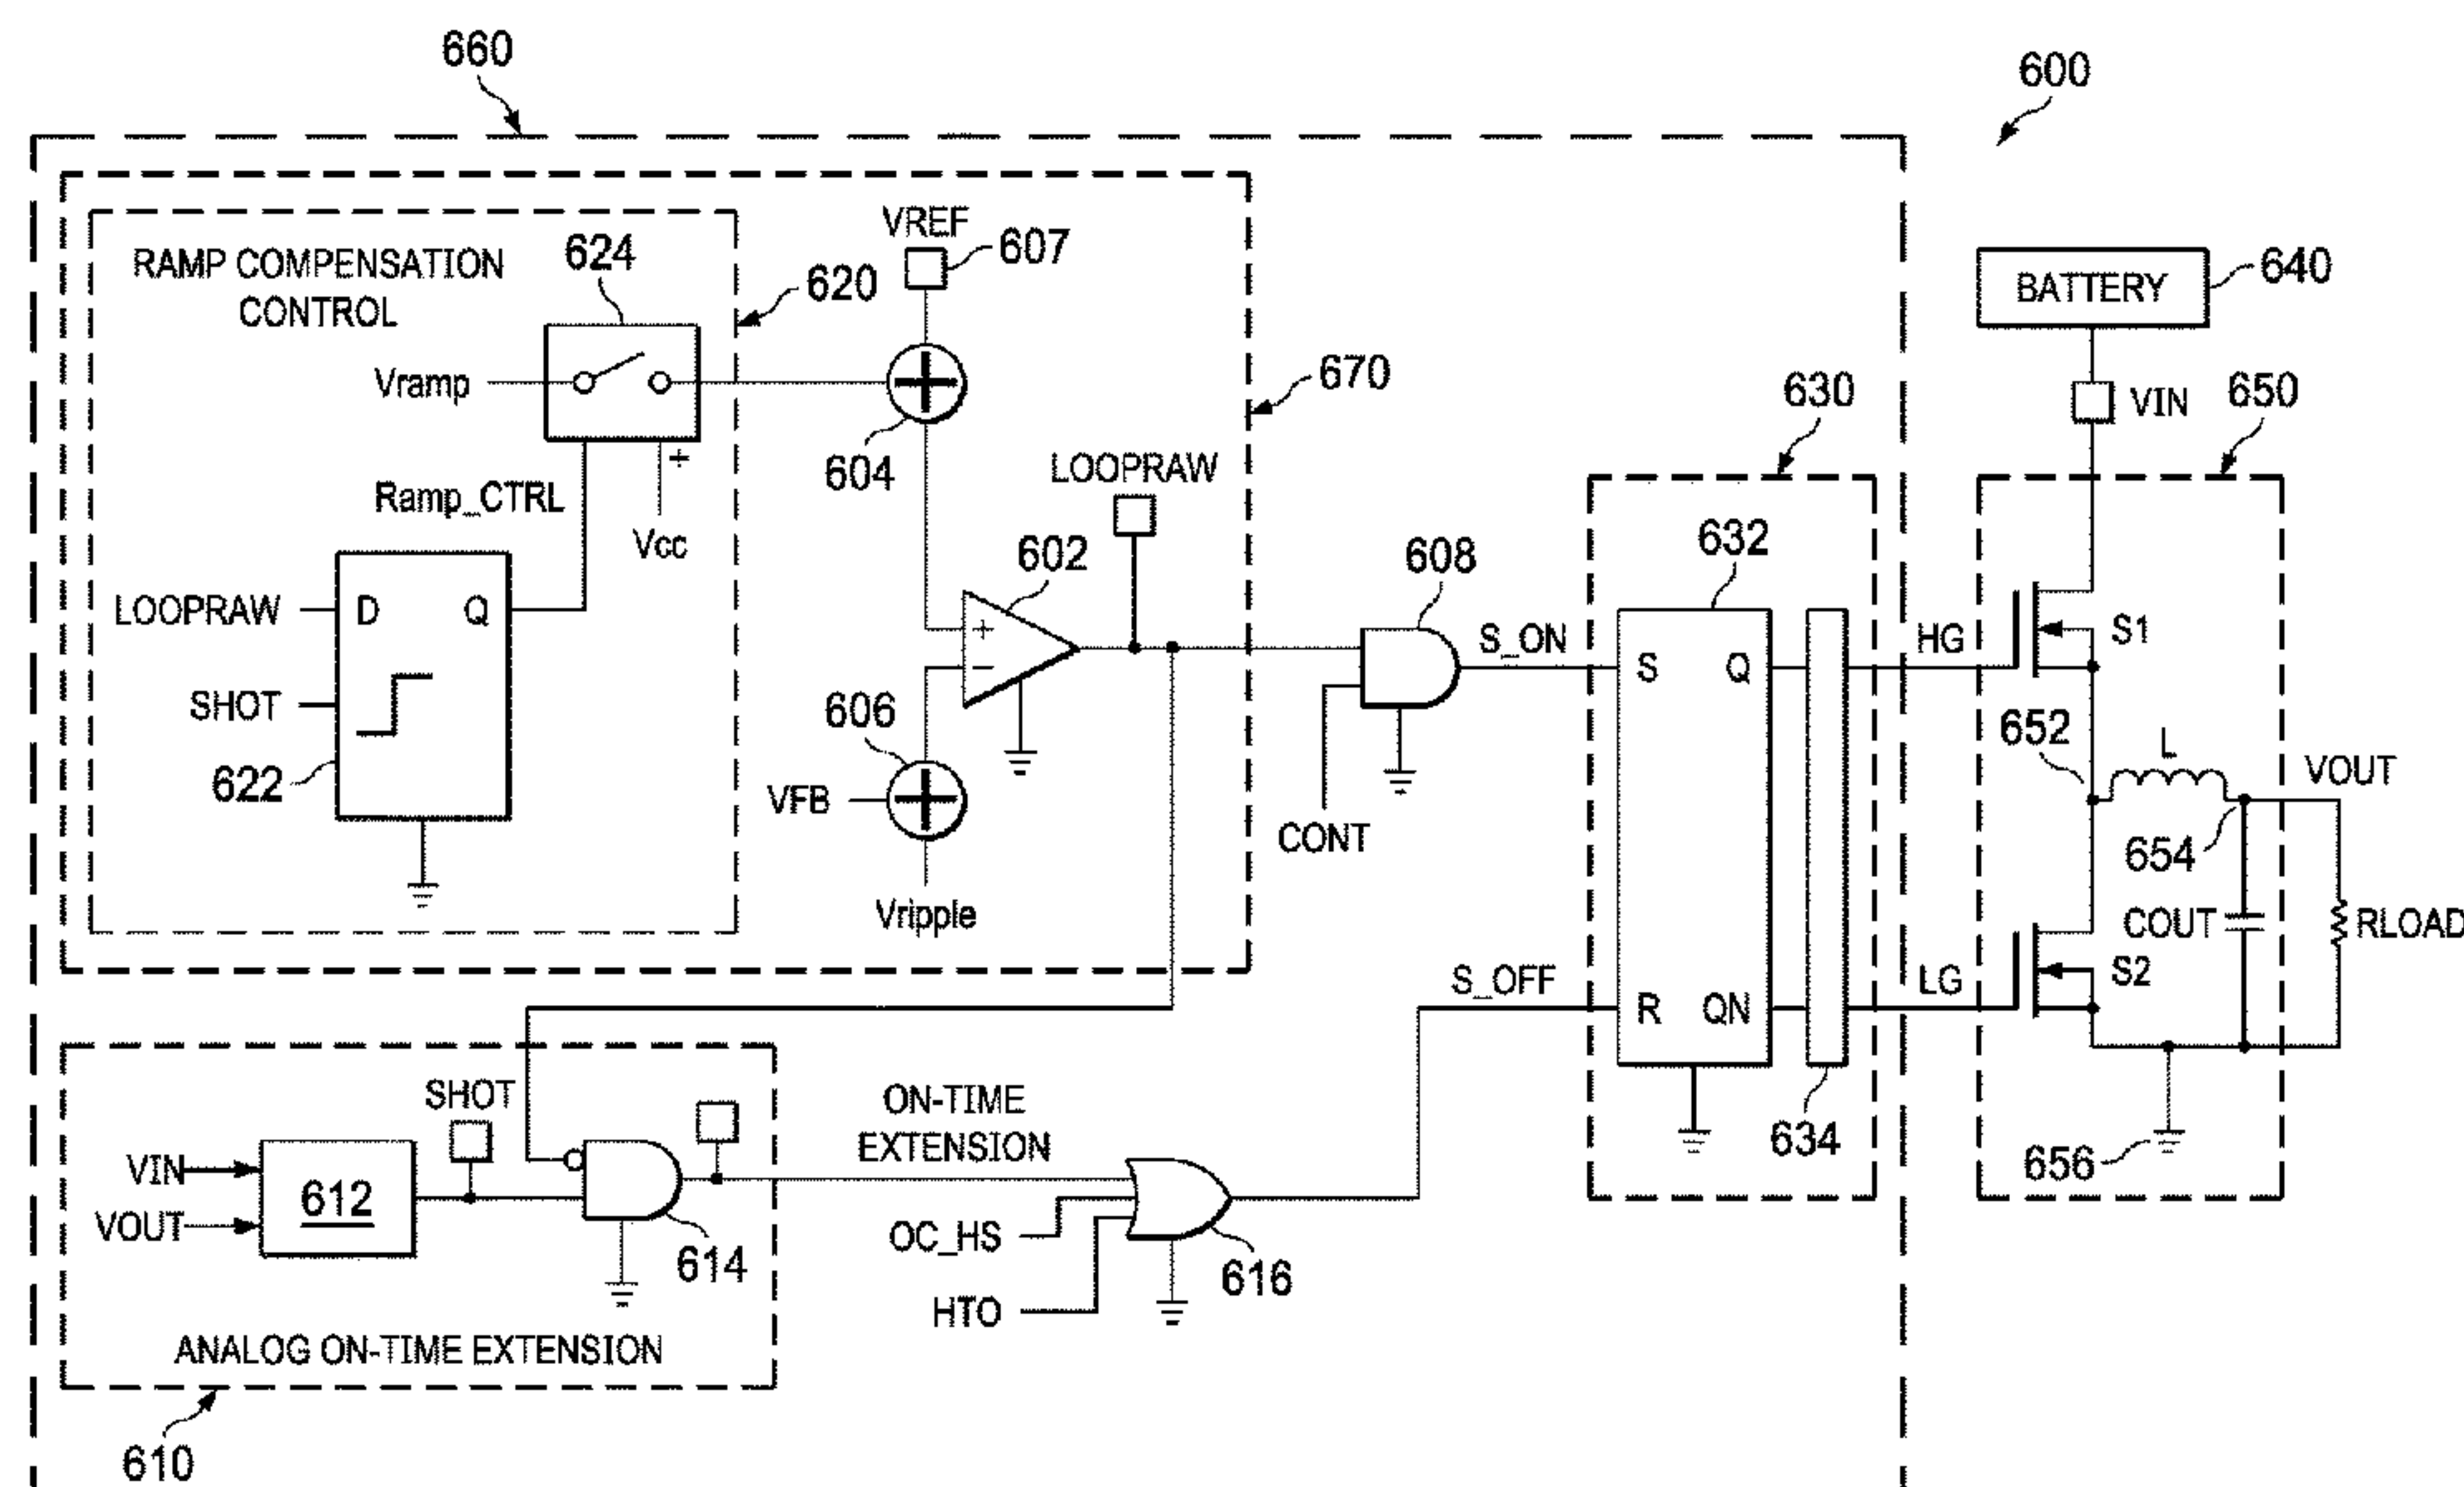 660
600
VREF
607
RAMP COMPENSATION
CONTROL
624
620
BATTERY
640
Vramp
+
670
630
VIN
650
604
LOOPRAW
Ramp_CTRL
+
Vcc
602
608
632
LOOPRAW
D
Q
+
−
S_ON
S
Q
HG
S1
SHOT
622
606
VFB
+
652
L
VOUT
CONT
654
Vripple
COUT
RLOAD
S_OFF
R
QN
LG
S2
SHOT
ON-TIME
EXTENSION
634
656
VIN
612
VOUT
OC_HS
614
616
HTO
ANALOG ON-TIME EXTENSION
610